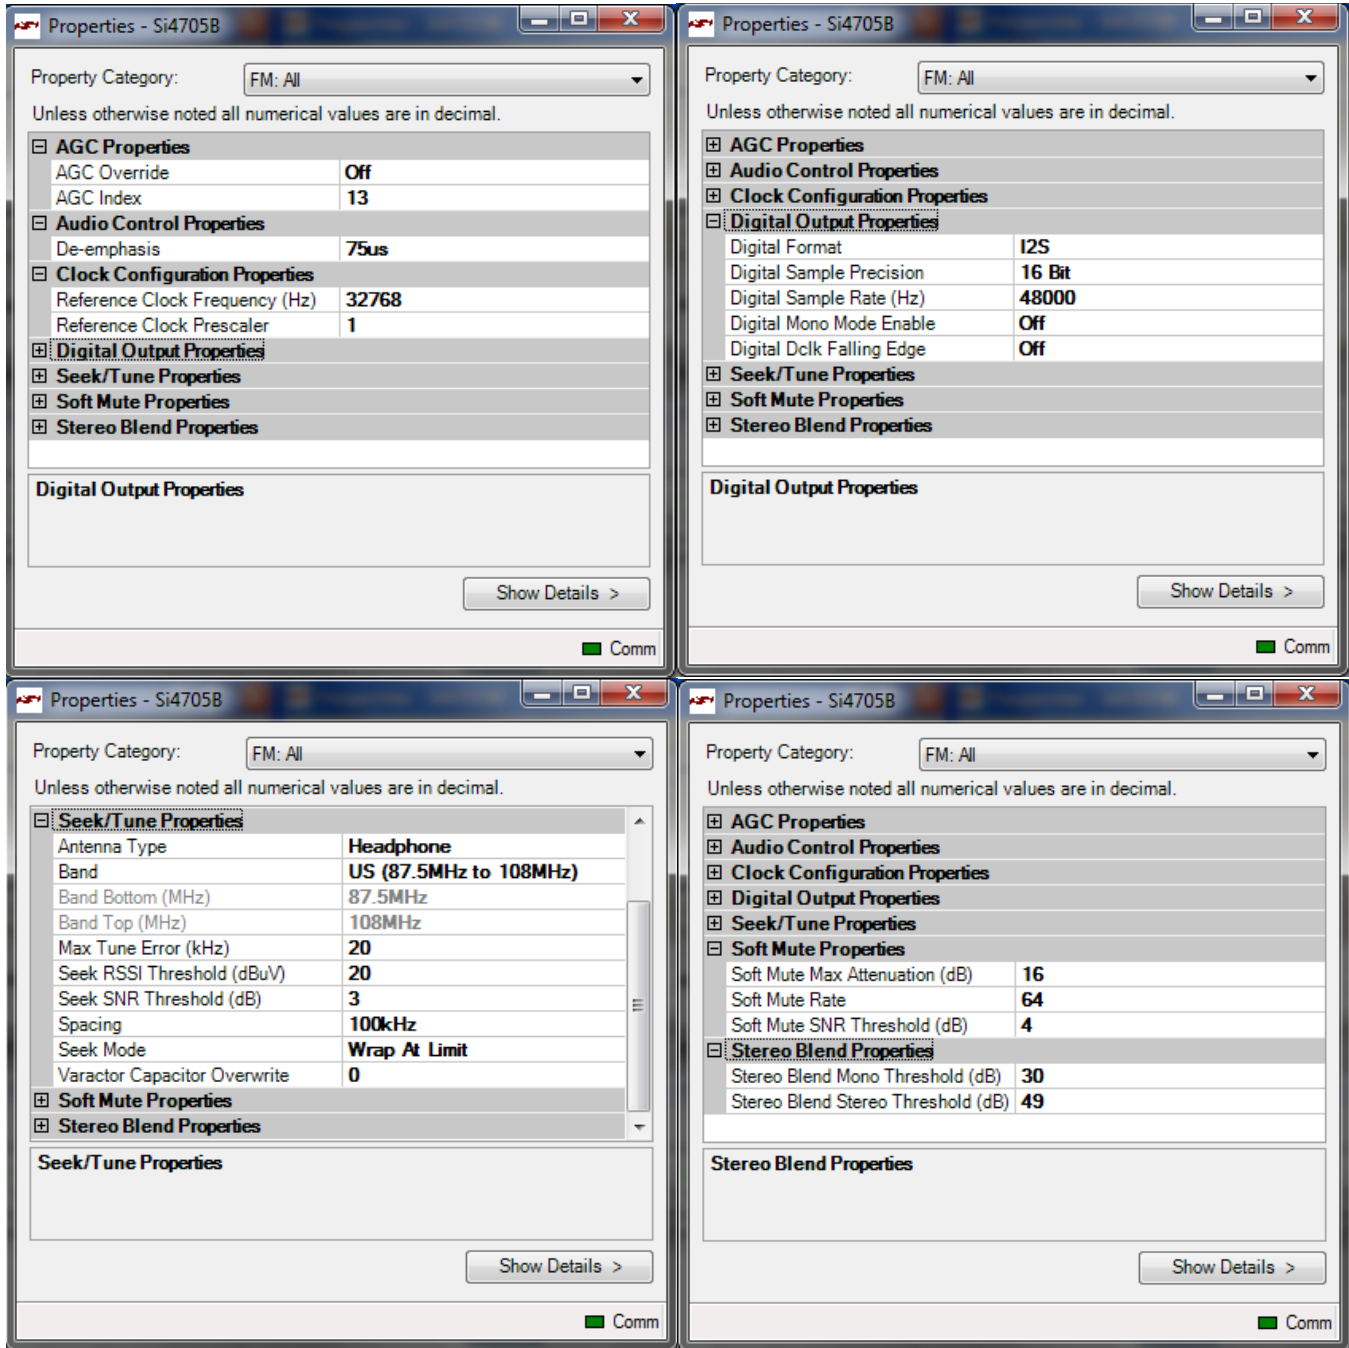 Properties - Si4705B
Property Category: FM: All
Unless otherwise noted all numerical values are in decimal.
AGC Properties
AGC Override Off
AGC Index 13
Audio Control Properties
De-emphasis 75us
Clock Configuration Properties
Reference Clock Frequency (Hz) 32768
Reference Clock Prescaler 1
Digital Output Properties
Seek/Tune Properties
Soft Mute Properties
Stereo Blend Properties
Digital Output Properties
Show Details >
Comm
Properties - Si4705B
Property Category: FM: All
Unless otherwise noted all numerical values are in decimal.
AGC Properties
Audio Control Properties
Clock Configuration Properties
Digital Output Properties
Digital Format I2S
Digital Sample Precision 16 Bit
Digital Sample Rate (Hz) 48000
Digital Mono Mode Enable Off
Digital Dclk Falling Edge Off
Seek/Tune Properties
Soft Mute Properties
Stereo Blend Properties
Digital Output Properties
Show Details >
Comm
Properties - Si4705B
Property Category: FM: All
Unless otherwise noted all numerical values are in decimal.
Seek/Tune Properties
Antenna Type Headphone
Band US (87.5MHz to 108MHz)
Band Bottom (MHz) 87.5MHz
Band Top (MHz) 108MHz
Max Tune Error (kHz) 20
Seek RSSI Threshold (dBuV) 20
Seek SNR Threshold (dB) 3
Spacing 100kHz
Seek Mode Wrap At Limit
Varactor Capacitor Overwrite 0
Soft Mute Properties
Stereo Blend Properties
Seek/Tune Properties
Show Details >
Comm
Properties - Si4705B
Property Category: FM: All
Unless otherwise noted all numerical values are in decimal.
AGC Properties
Audio Control Properties
Clock Configuration Properties
Digital Output Properties
Seek/Tune Properties
Soft Mute Properties
Soft Mute Max Attenuation (dB) 16
Soft Mute Rate 64
Soft Mute SNR Threshold (dB) 4
Stereo Blend Properties
Stereo Blend Mono Threshold (dB) 30
Stereo Blend Stereo Threshold (dB) 49
Stereo Blend Properties
Show Details >
Comm